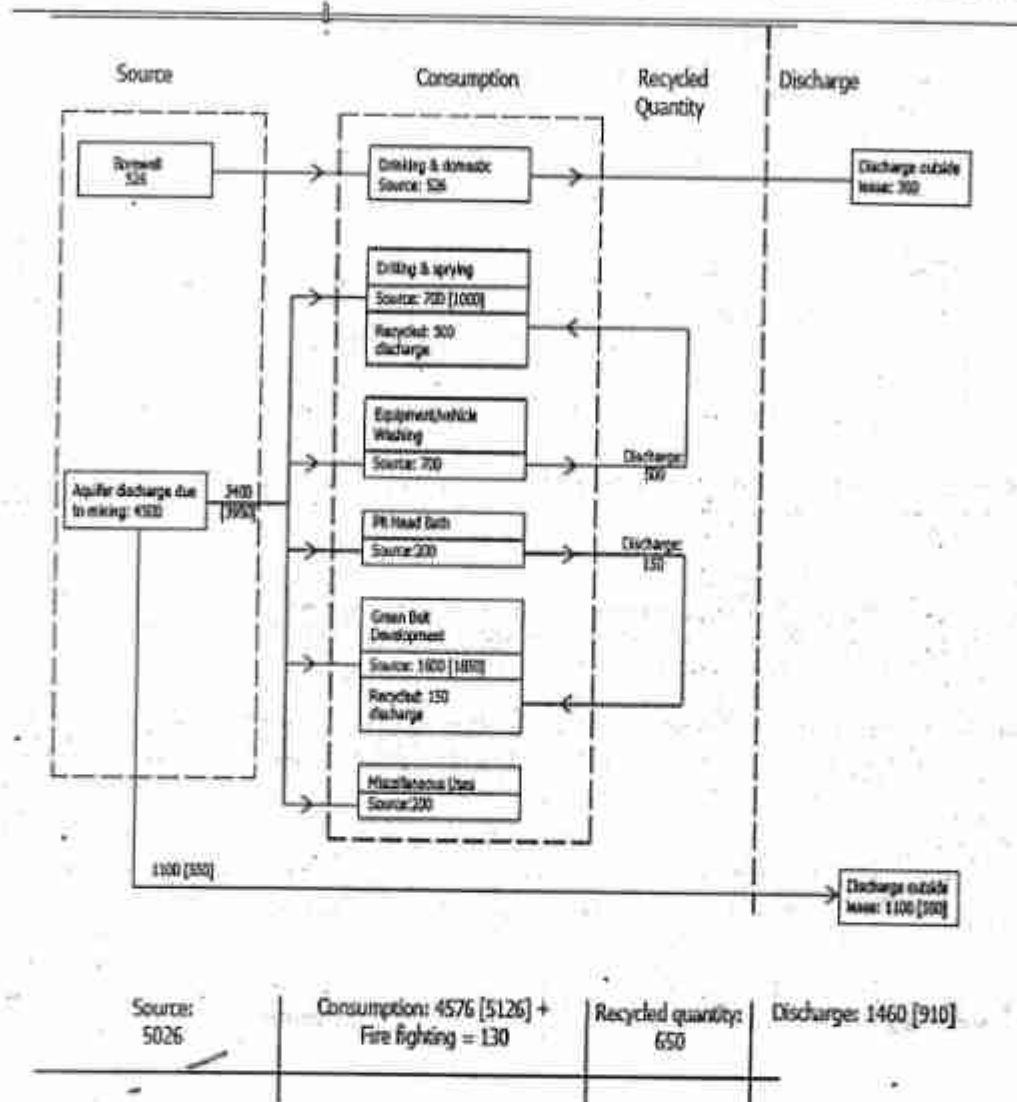 Source
Consumption
Recycled
Quantity
Discharge
Borewell
526
Drinking & domestic
Source: 526
Discharge outside
lease:
Drilling & sprying
Source: 700 [1000]
Recycled: 500
discharge
Equipment/vehicle
Washing
Source: 700
Discharge:
500
Aquifer discharge due
to mining: 4500
3400
[3950]
Pit Head Bath
Source:200
Discharge:
150
Green Belt
Development
Source: 1600 [1850]
Recycled: 150
discharge
Miscellaneous Uses
Source:200
1100 [550]
Discharge outside
lease: 1100 [550]
Source:
5026
Consumption: 4576 [5126] +
Fire fighting = 130
Recycled quantity:
650
Discharge: 1460 [910]